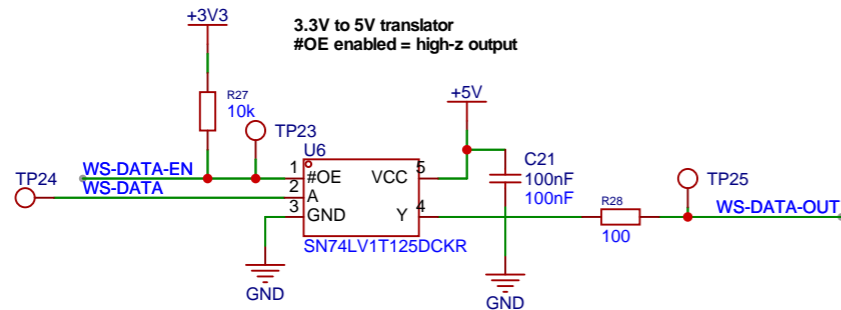 +3V3
3.3V to 5V translator
#OE enabled = high-z output
R27
10k
+5V
TP23
U6
C21
100nF
100nF
WS-DATA-EN
WS-DATA
TP24
1 #OE
2 A
3 GND
VCC 5
Y 4
SN74LV1T125DCKR
R28
100
TP25
WS-DATA-OUT
GND
GND